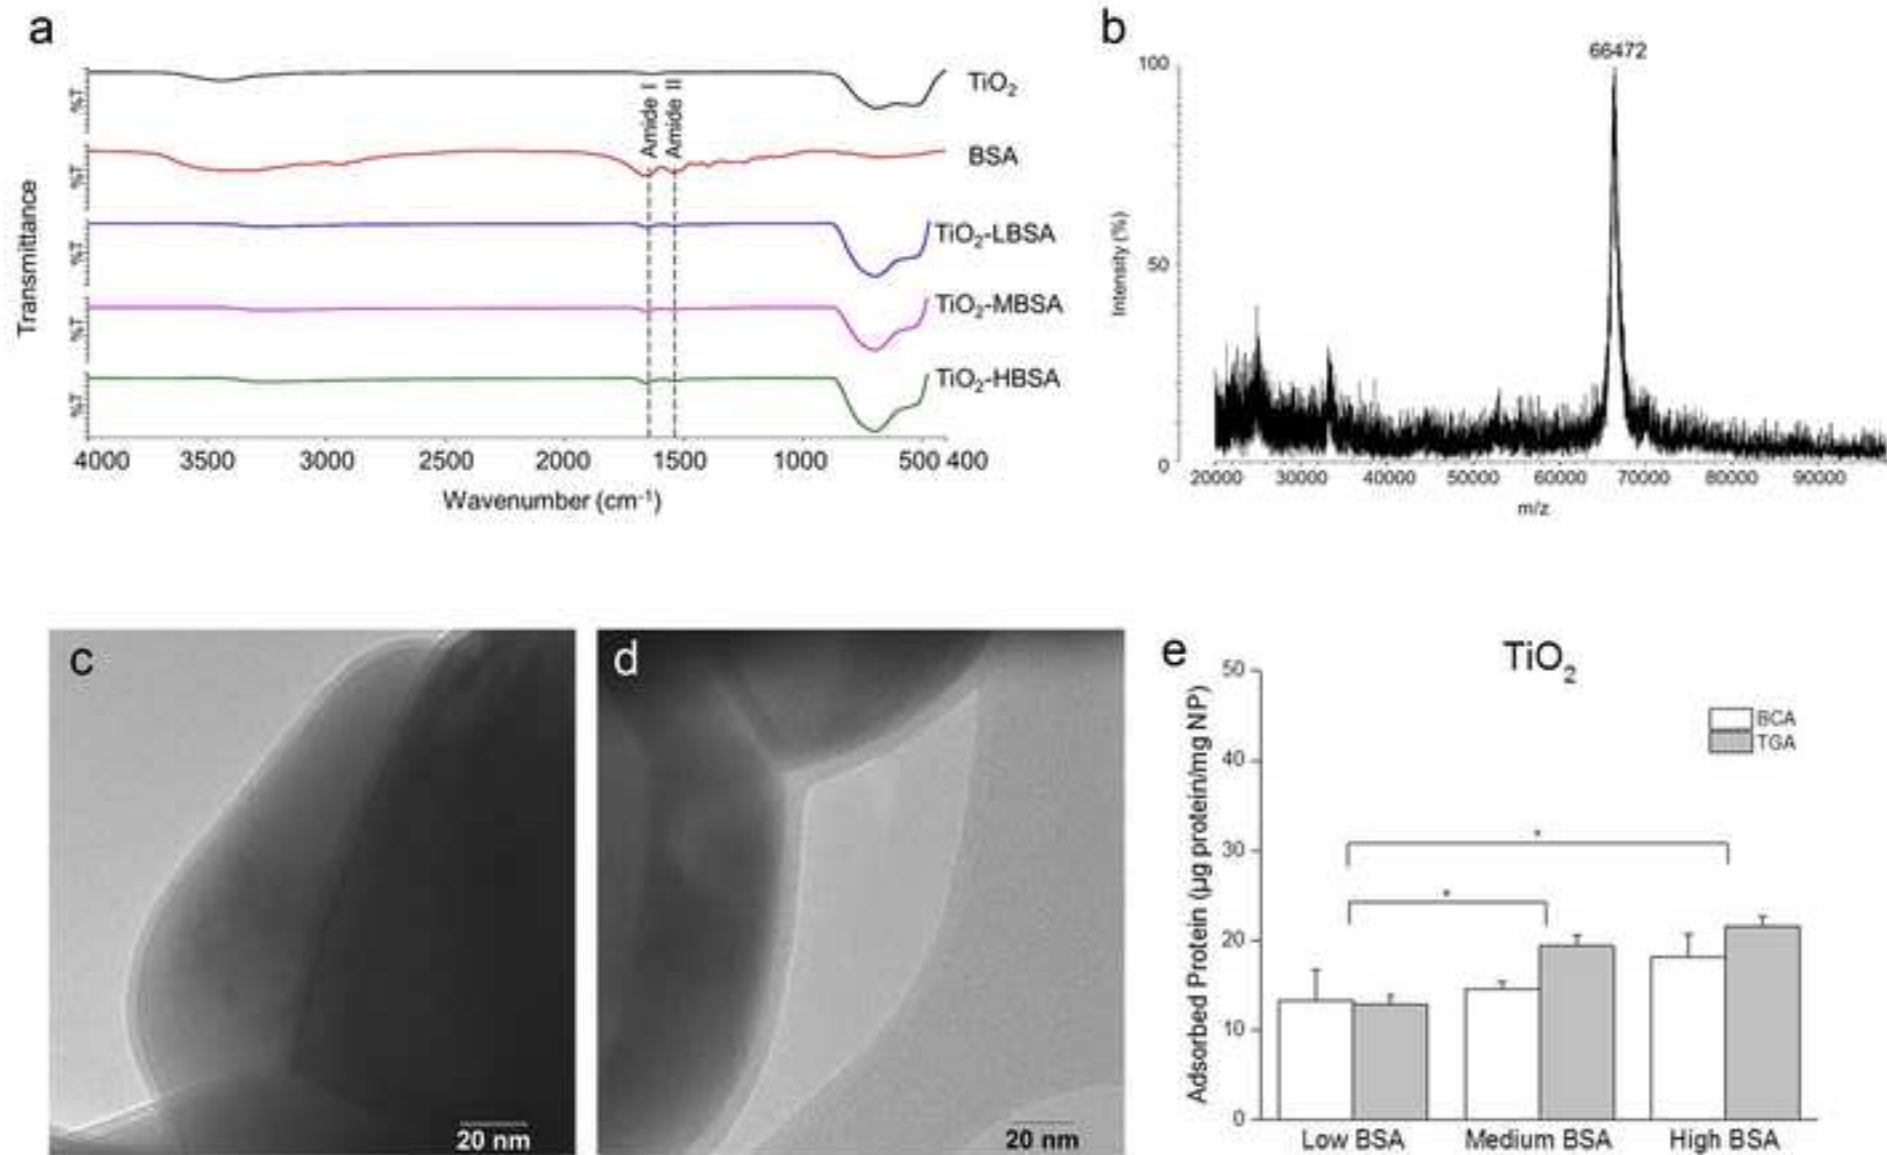 a
TiO₂
%T
Amide I
Amide II
BSA
%T
TiO₂-LBSA
%T
TiO₂-MBSA
%T
TiO₂-HBSA
%T
Transmittance
4000 3500 3000 2500 2000 1500 1000 500 400
Wavenumber (cm⁻¹)
b
66472
100
50
0
Intensity (%)
20000 30000 40000 50000 60000 70000 80000 90000
m/z
c
20 nm
d
20 nm
e
TiO₂
50
40
30
20
10
0
Adsorbed Protein (µg protein/mg NP)
BCA
TGA
*
*
Low BSA Medium BSA High BSA